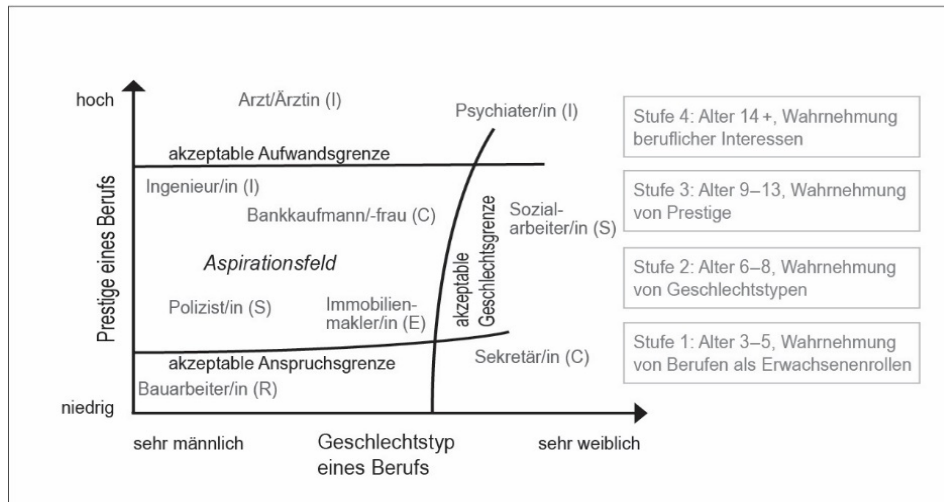 hoch
Arzt/Ärztin (I)
Psychiater/in (I)
akzeptable Aufwandsgrenze
Ingenieur/in (I)
Bankkaufmann/-frau (C)
Sozial-
arbeiter/in (S)
Prestige eines Berufs
Aspirationsfeld
akzeptable
Geschlechtsgrenze
Polizist/in (S)
Immobilien-
makler/in (E)
akzeptable Anspruchsgrenze
Sekretär/in (C)
Bauarbeiter/in (R)
niedrig
sehr männlich
Geschlechtstyp
eines Berufs
sehr weiblich
Stufe 4: Alter 14 +, Wahrnehmung
beruflicher Interessen
Stufe 3: Alter 9–13, Wahrnehmung
von Prestige
Stufe 2: Alter 6–8, Wahrnehmung
von Geschlechtstypen
Stufe 1: Alter 3–5, Wahrnehmung
von Berufen als Erwachsenenrollen